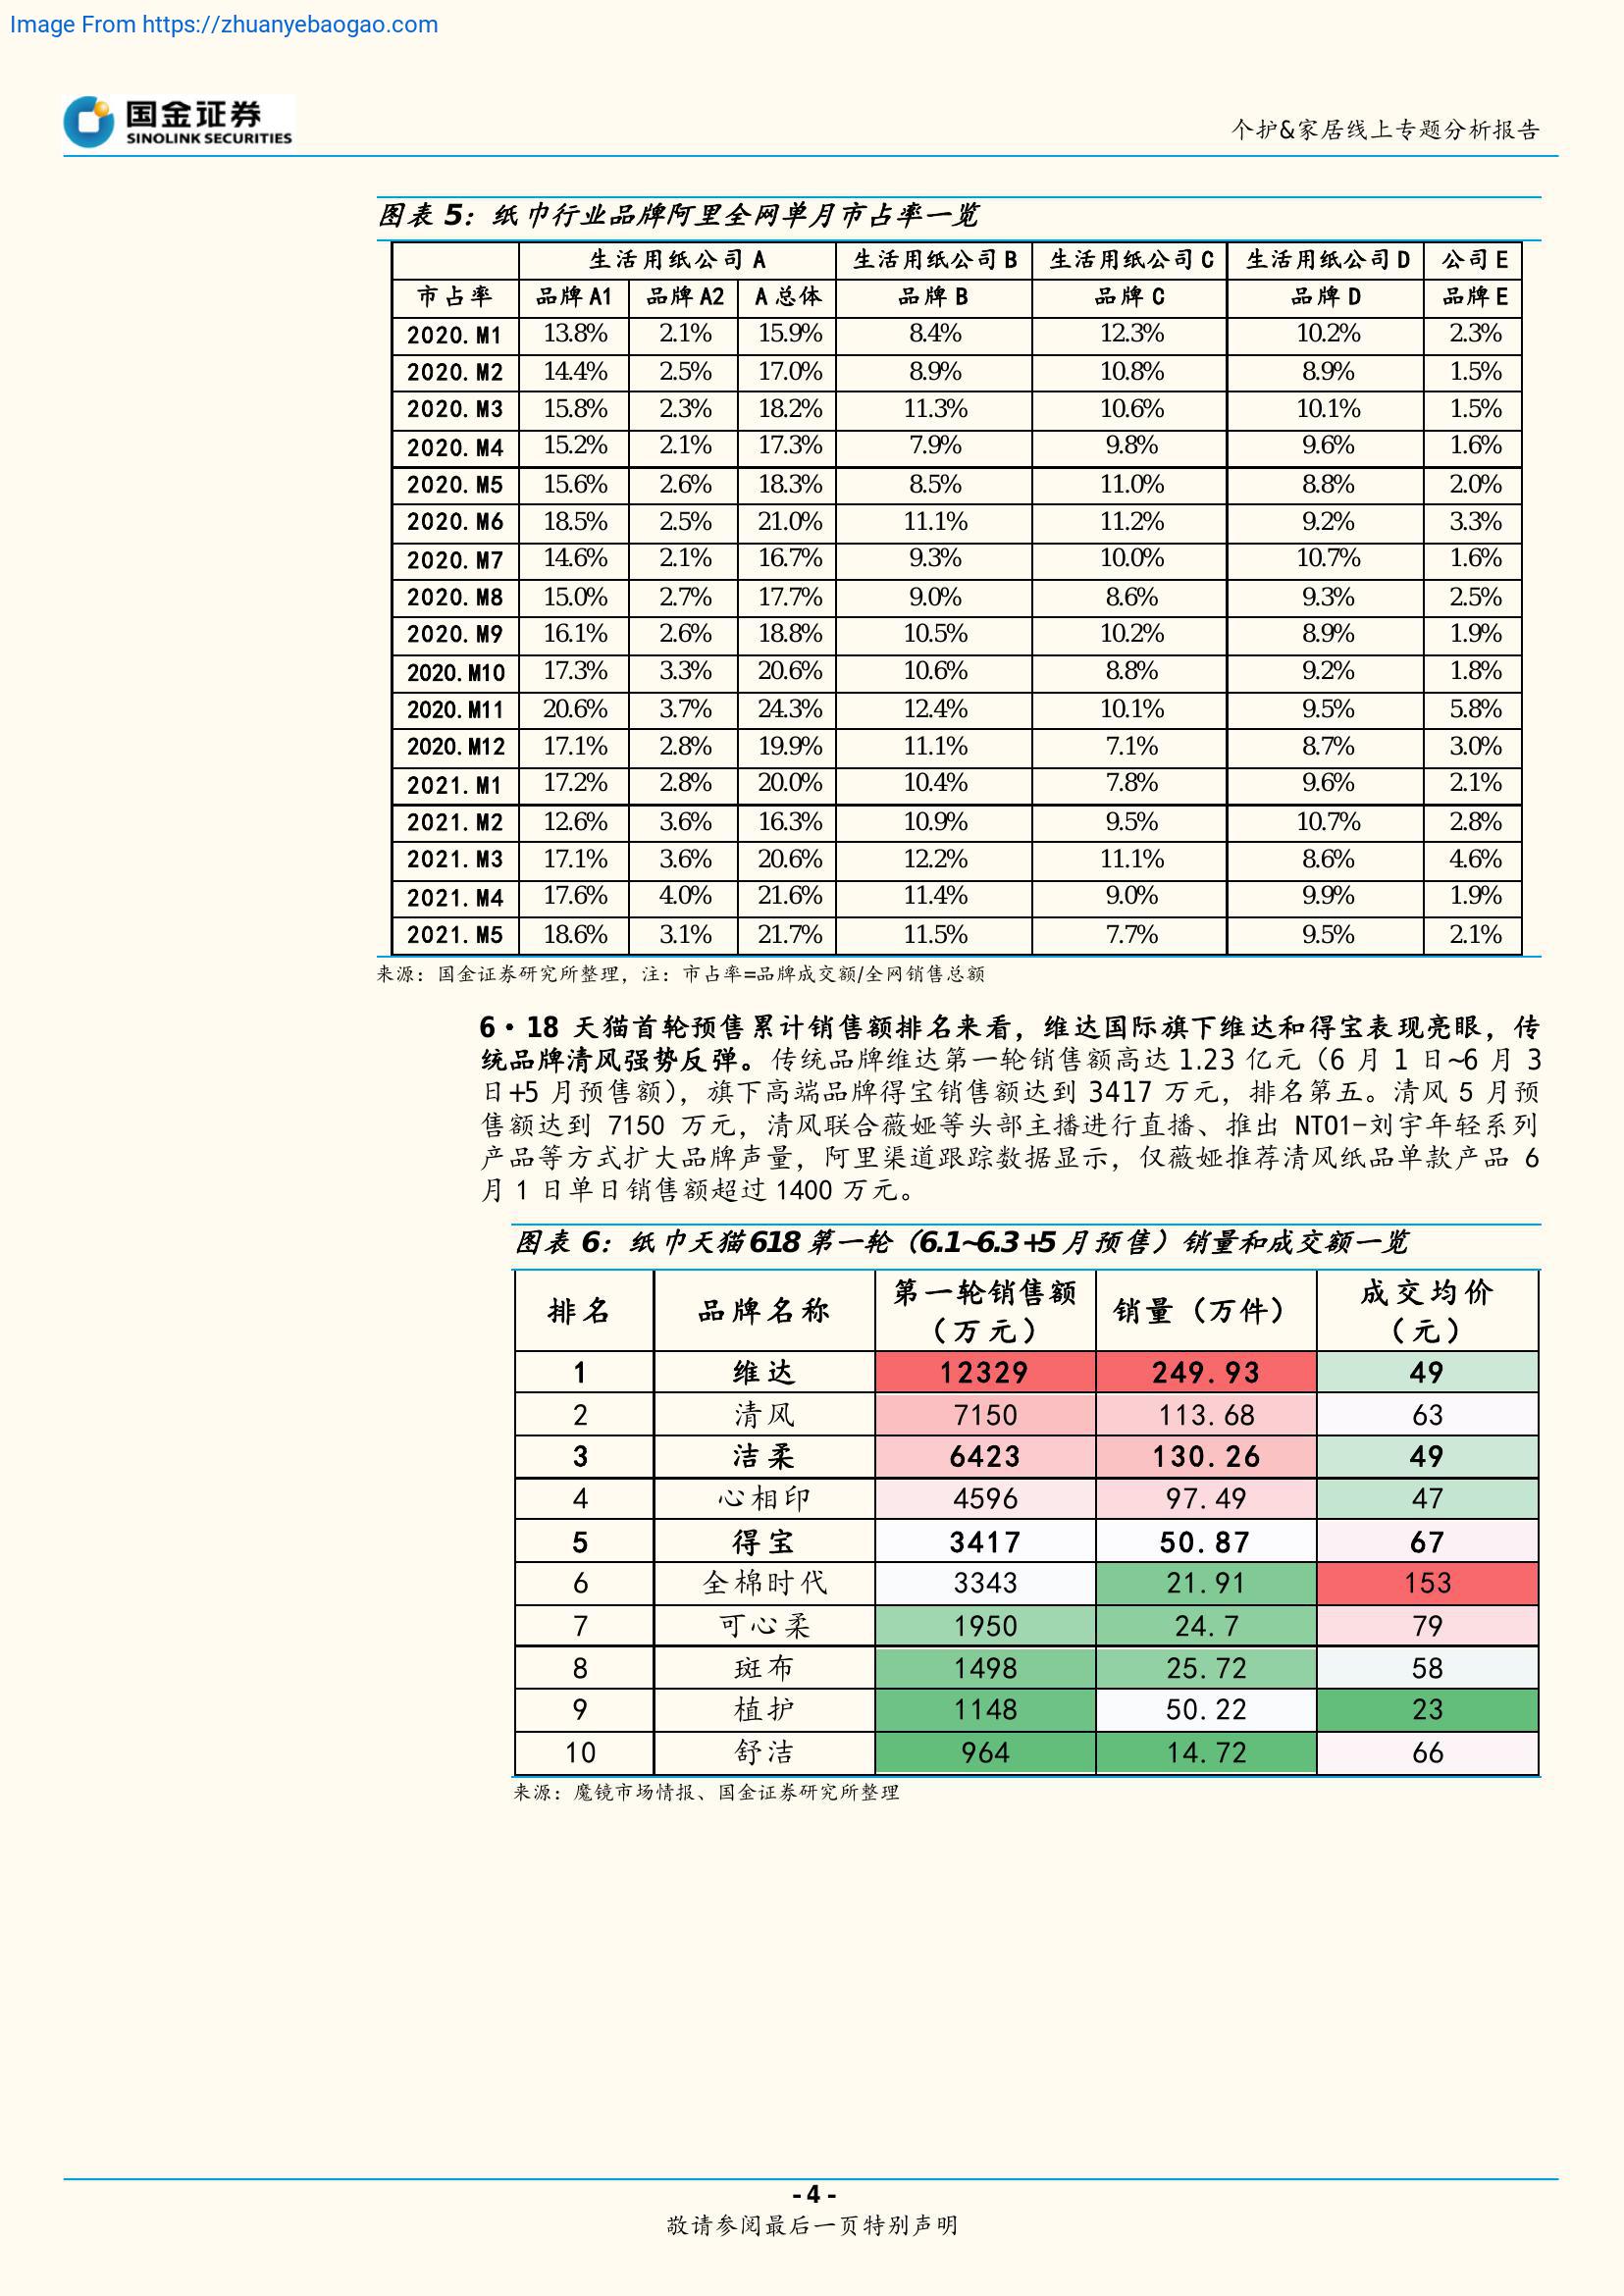 Image From https://zhuanyebaogao.com
国金证券
SINOLINK SECURITIES
个护&家居线上专题分析报告
图表 5：纸巾行业品牌阿里全网单月市占率一览
生活用纸公司 A 生活用纸公司 B 生活用纸公司 C 生活用纸公司 D 公司 E
市占率 品牌 A1 品牌 A2 A 总体 品牌 B 品牌 C 品牌 D 品牌 E
2020.M1 13.8% 2.1% 15.9% 8.4% 12.3% 10.2% 2.3%
2020.M2 14.4% 2.5% 17.0% 8.9% 10.8% 8.9% 1.5%
2020.M3 15.8% 2.3% 18.2% 11.3% 10.6% 10.1% 1.5%
2020.M4 15.2% 2.1% 17.3% 7.9% 9.8% 9.6% 1.6%
2020.M5 15.6% 2.6% 18.3% 8.5% 11.0% 8.8% 2.0%
2020.M6 18.5% 2.5% 21.0% 11.1% 11.2% 9.2% 3.3%
2020.M7 14.6% 2.1% 16.7% 9.3% 10.0% 10.7% 1.6%
2020.M8 15.0% 2.7% 17.7% 9.0% 8.6% 9.3% 2.5%
2020.M9 16.1% 2.6% 18.8% 10.5% 10.2% 8.9% 1.9%
2020.M10 17.3% 3.3% 20.6% 10.6% 8.8% 9.2% 1.8%
2020.M11 20.6% 3.7% 24.3% 12.4% 10.1% 9.5% 5.8%
2020.M12 17.1% 2.8% 19.9% 11.1% 7.1% 8.7% 3.0%
2021.M1 17.2% 2.8% 20.0% 10.4% 7.8% 9.6% 2.1%
2021.M2 12.6% 3.6% 16.3% 10.9% 9.5% 10.7% 2.8%
2021.M3 17.1% 3.6% 20.6% 12.2% 11.1% 8.6% 4.6%
2021.M4 17.6% 4.0% 21.6% 11.4% 9.0% 9.9% 1.9%
2021.M5 18.6% 3.1% 21.7% 11.5% 7.7% 9.5% 2.1%
来源：国金证券研究所整理，注：市占率=品牌成交额/全网销售总额
6·18 天猫首轮预售累计销售额排名来看，维达国际旗下维达和得宝表现亮眼，传
统品牌清风强势反弹。传统品牌维达第一轮销售额高达 1.23 亿元（6 月 1 日~6 月 3
日+5 月预售额），旗下高端品牌得宝销售额达到 3417 万元，排名第五。清风 5 月预
售额达到 7150 万元，清风联合薇娅等头部主播进行直播、推出 NT01-刘宇年轻系列
产品等方式扩大品牌声量，阿里渠道跟踪数据显示，仅薇娅推荐清风纸品单款产品 6
月 1 日单日销售额超过 1400 万元。
图表 6：纸巾天猫 618 第一轮（6.1~6.3+5 月预售）销量和成交额一览
排名 品牌名称 第一轮销售额（万元） 销量（万件） 成交均价（元）
1 维达 12329 249.93 49
2 清风 7150 113.68 63
3 洁柔 6423 130.26 49
4 心相印 4596 97.49 47
5 得宝 3417 50.87 67
6 全棉时代 3343 21.91 153
7 可心柔 1950 24.7 79
8 斑布 1498 25.72 58
9 植护 1148 50.22 23
10 舒洁 964 14.72 66
来源：魔镜市场情报、国金证券研究所整理
- 4 -
敬请参阅最后一页特别声明